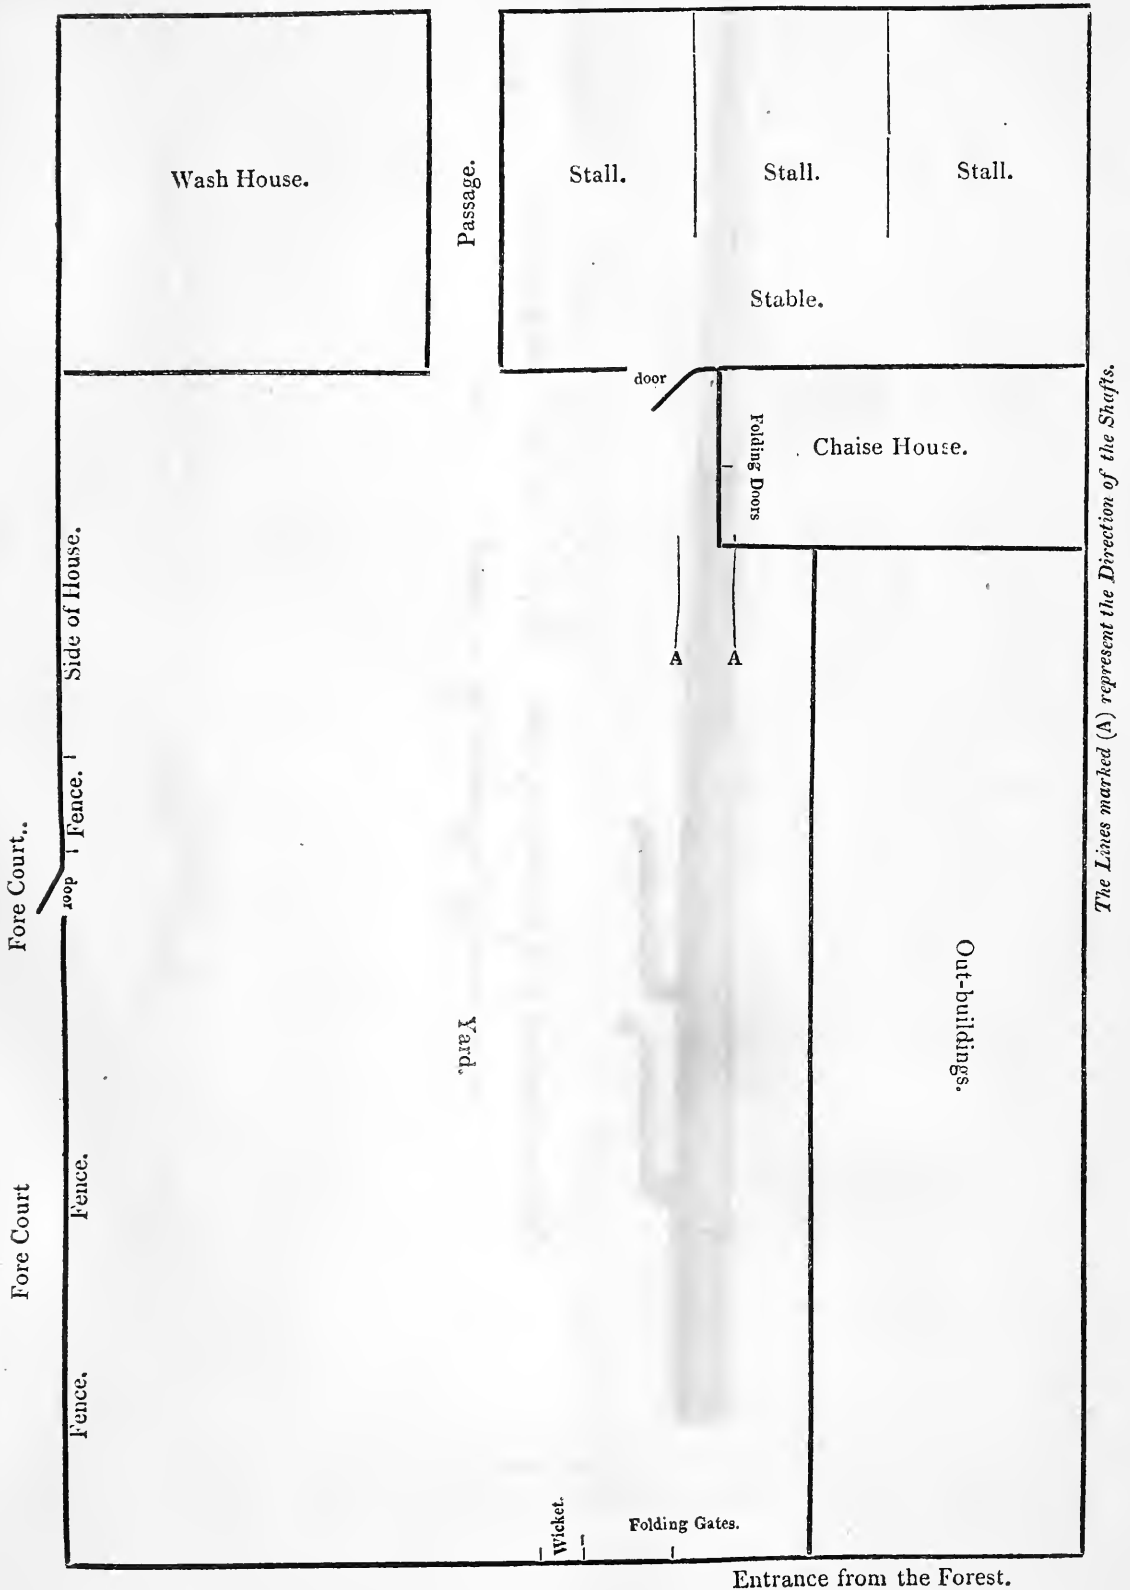 Wash House.
Passage.
Stall.
Stall.
Stall.
Stable.
door
Folding Doors
Chaise House.
The Lines marked (A) represent the Direction of the Shafts.
Side of House.
A
A
Fence.
Fore Court..
door
Out-buildings.
Yard.
Fence.
Fore Court
Fence.
Wicket.
Folding Gates.
Entrance from the Forest.